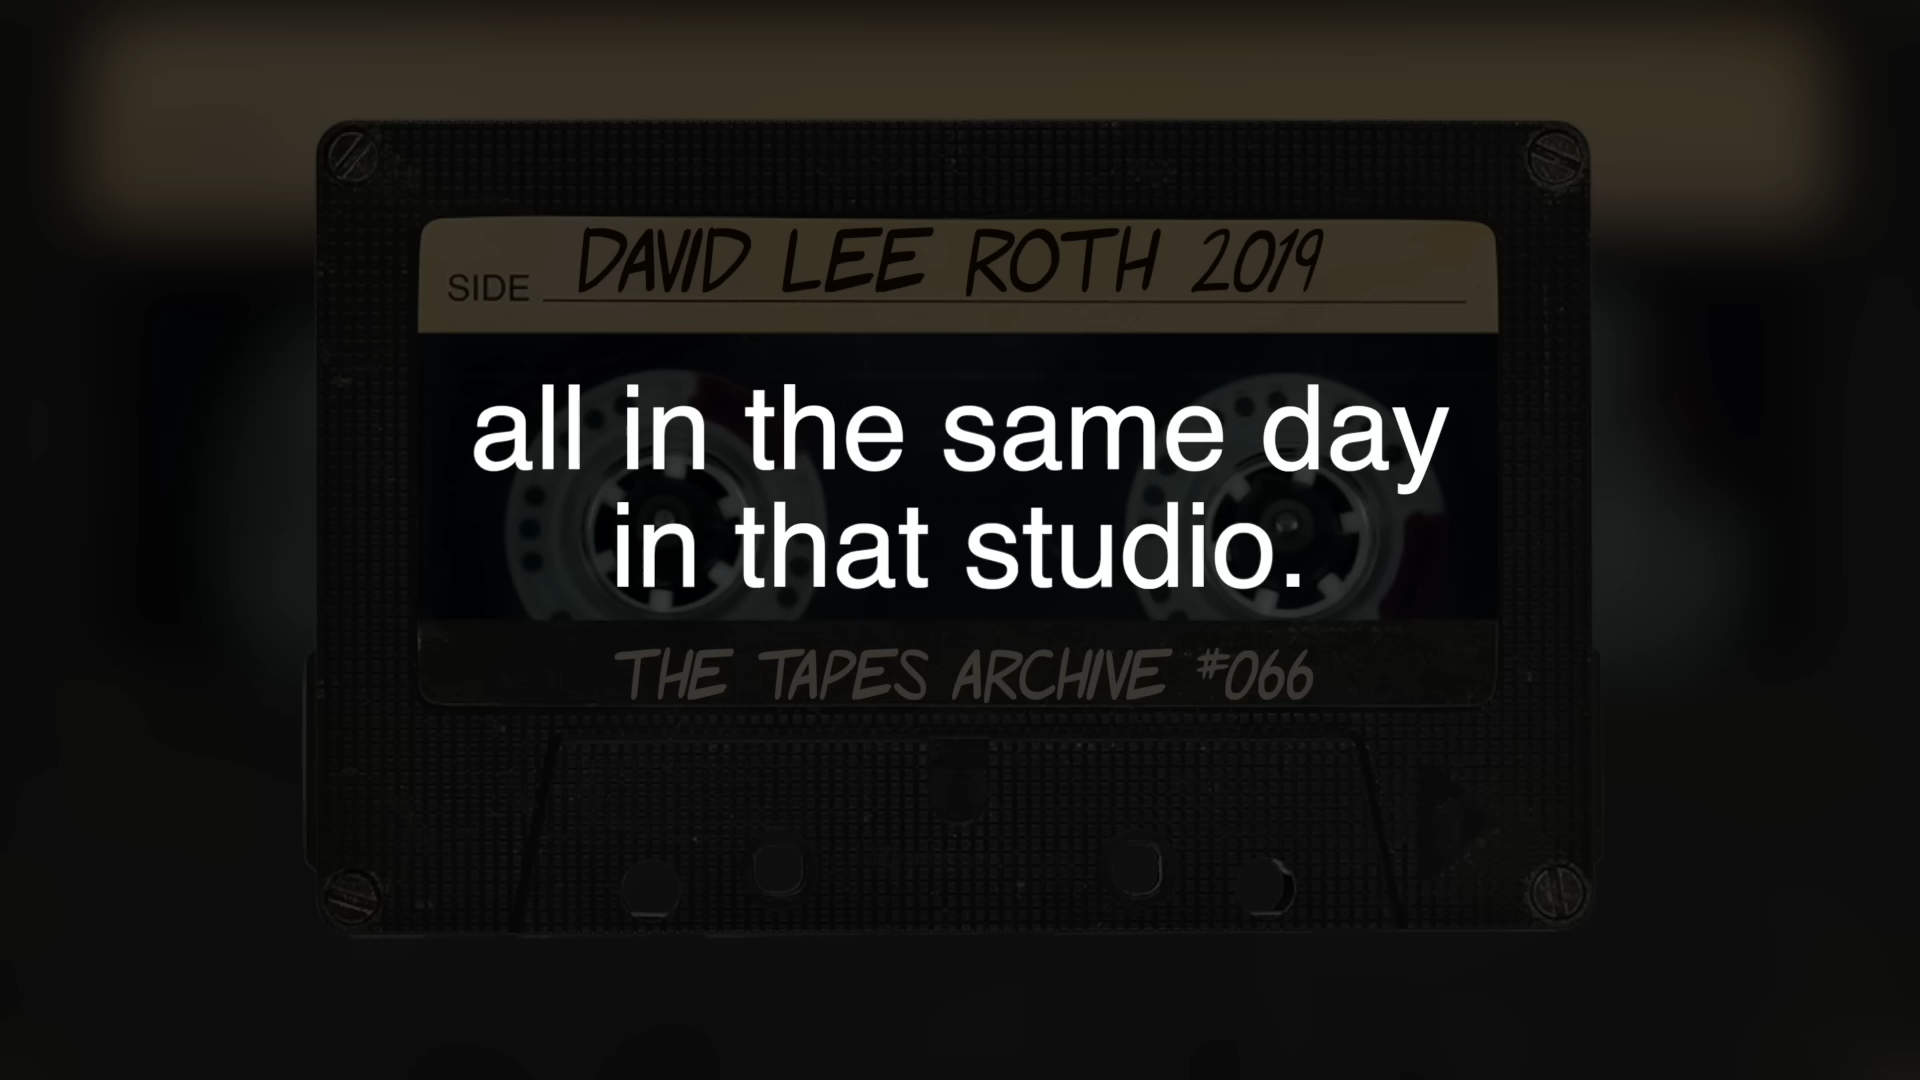 DAVID LEE ROTH 2019
SIDE
all in the same day
in that studio.
THE TAPES ARCHIVE #066